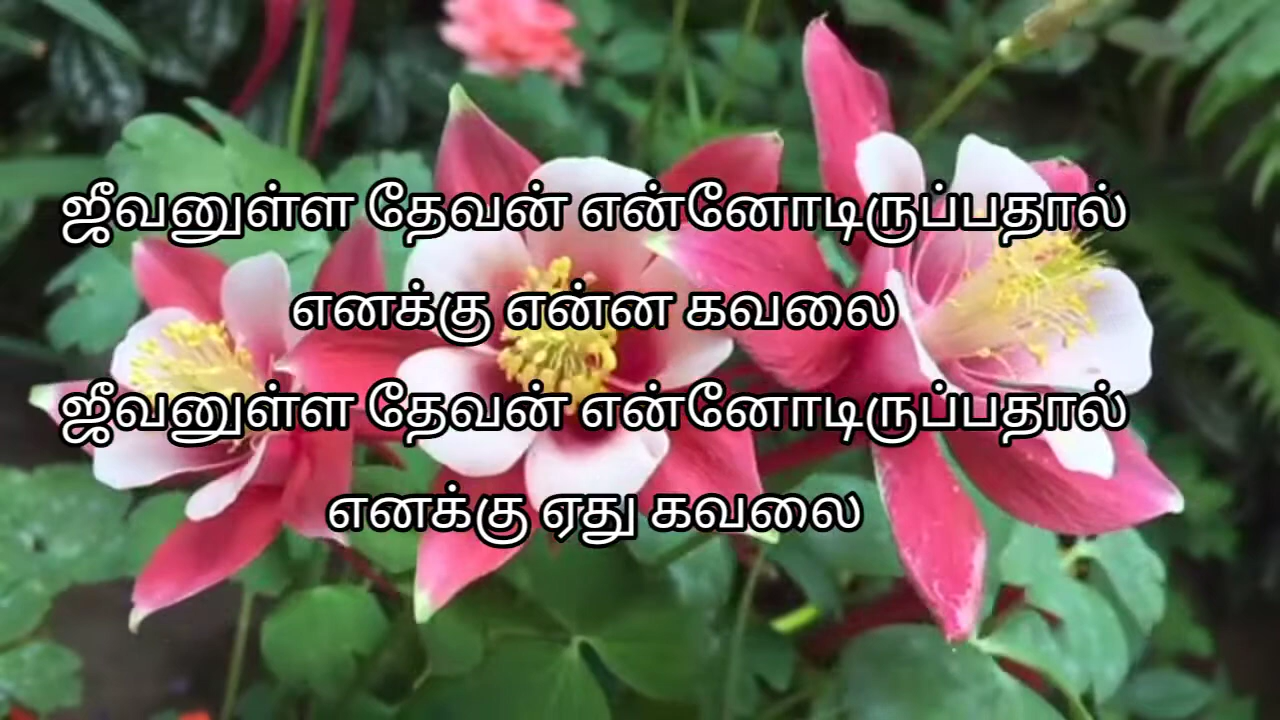 ஜீவனுள்ள தேவன் என்னோடிருப்பதால்
எனக்கு என்ன கவலை
ஜீவனுள்ள தேவன் என்னோடிருப்பதால்
எனக்கு ஏது கவலை